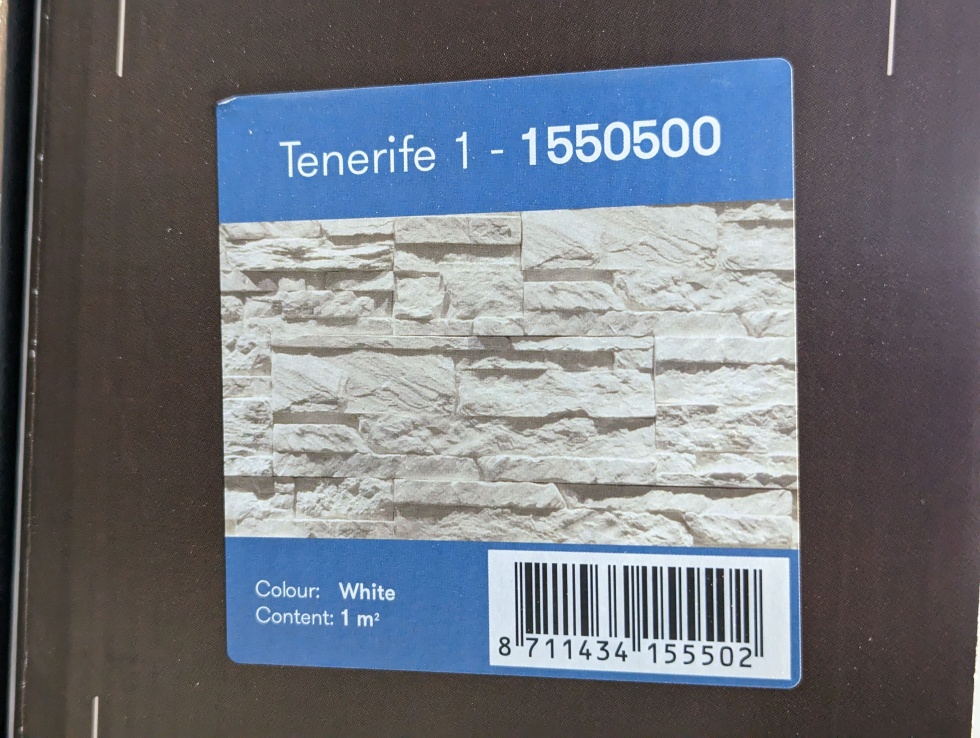 Tenerife 1 - 1550500
Colour: White
Content: 1 m²
8 711434 155502